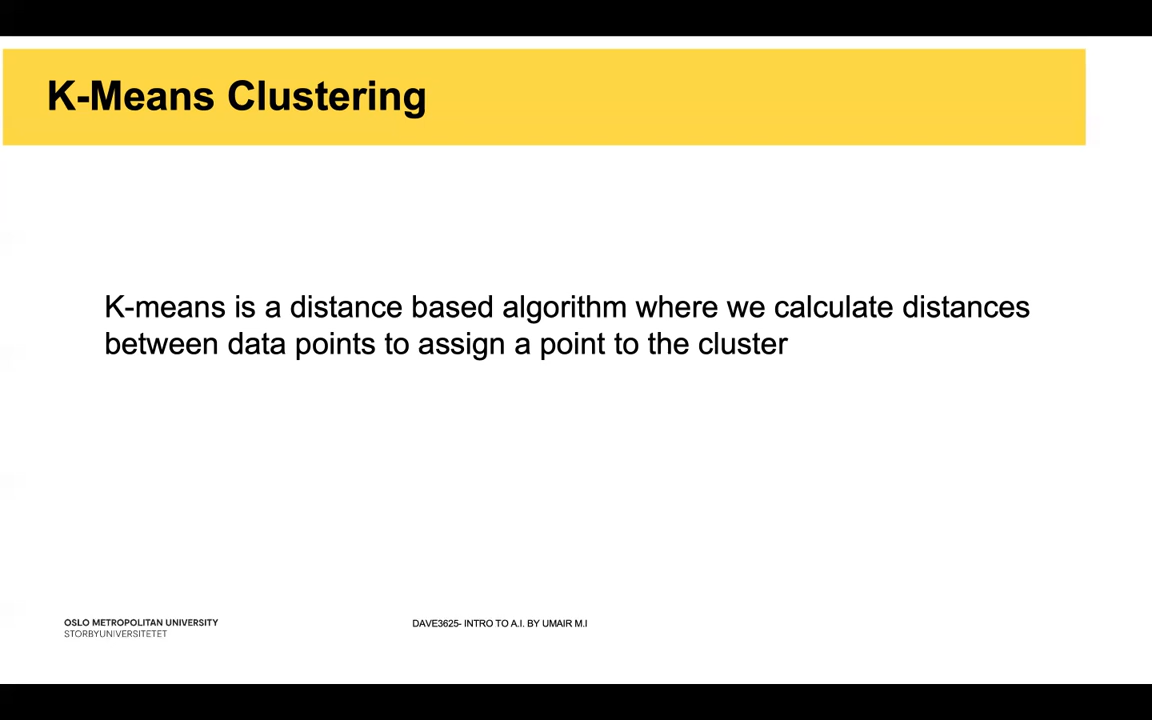 K-Means Clustering
K-means is a distance based algorithm where we calculate distances
between data points to assign a point to the cluster
OSLO METROPOLITAN UNIVERSITY
STORBYUNIVERSITETET
DAVE3625- INTRO TO A.I. BY UMAIR M.I